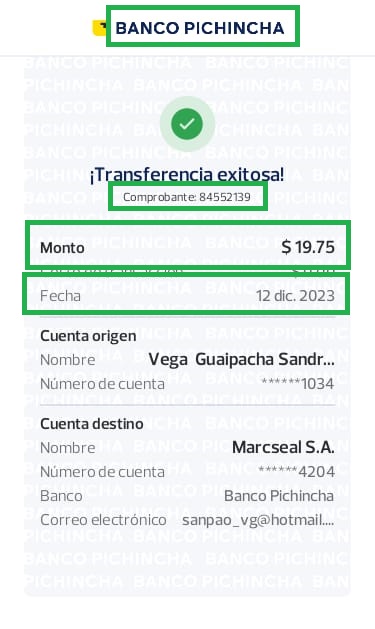 BANCO PICHINCHA
¡Transferencia exitosa!
Comprobante: 84552139
Monto $ 19.75
Fecha 12 dic. 2023
Cuenta origen
Nombre Vega Guaipacha Sandr...
Número de cuenta ******1034
Cuenta destino
Nombre Marcseal S.A.
Número de cuenta ******4204
Banco Banco Pichincha
Correo electrónico sanpao_vg@hotmail....